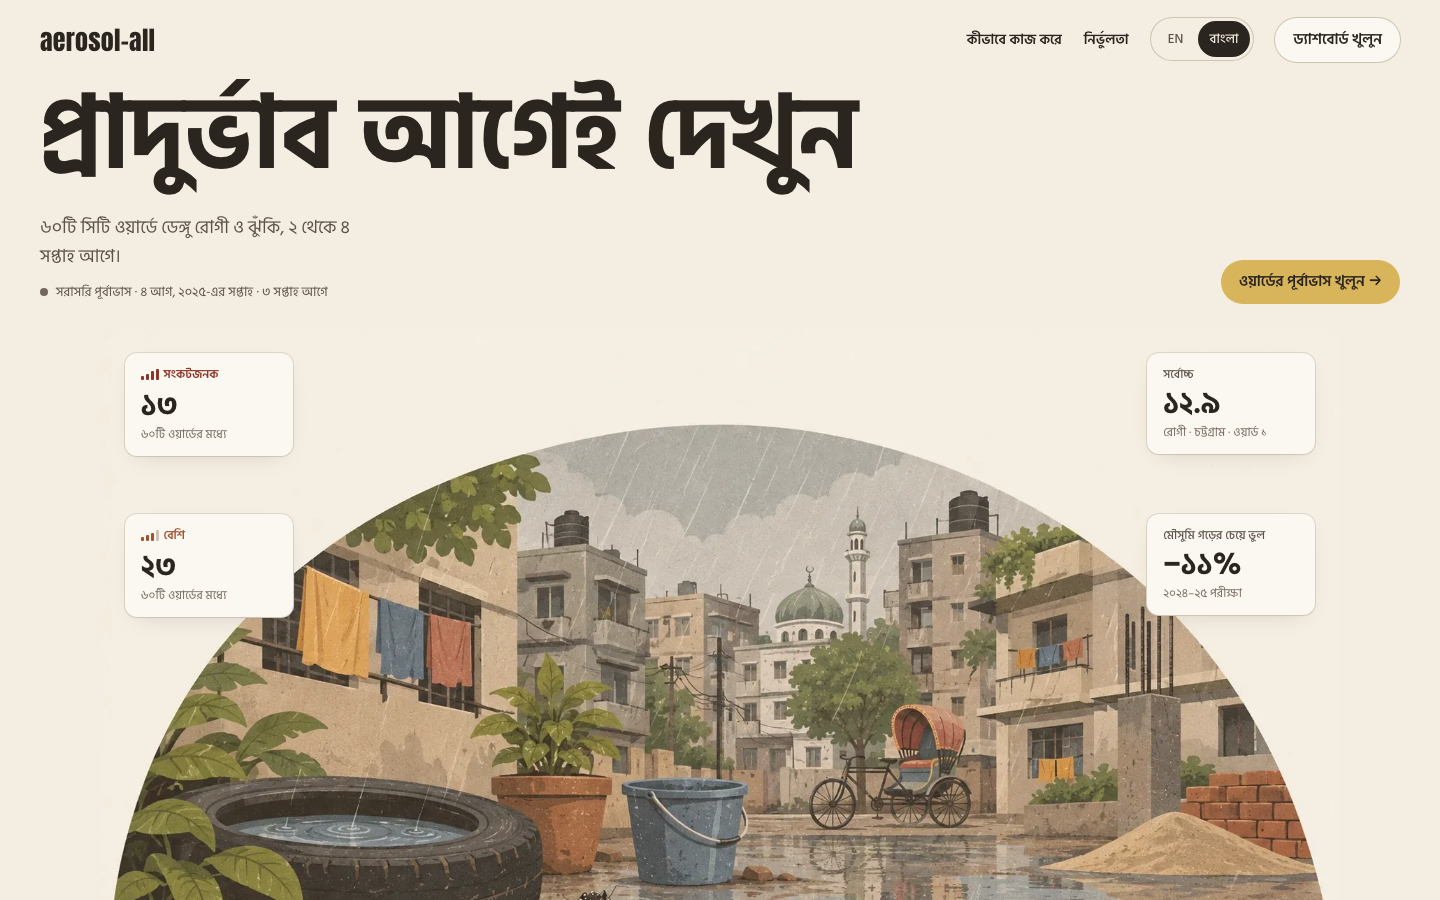 aerosol-all
কীভাবে কাজ করে
নির্ভুলতা
EN
বাংলা
ড্যাশবোর্ড খুলুন
প্রাদুর্ভাব আগেই দেখুন
৬০টি সিটি ওয়ার্ডে ডেঙ্গু রোগী ও ঝুঁকি, ২ থেকে ৪
সপ্তাহ আগে।
সরাসরি পূর্বাভাস · ৪ আগ, ২০২৫-এর সপ্তাহ · ৩ সপ্তাহ আগে
ওয়ার্ডের পূর্বাভাস খুলুন →
সংকটজনক
১৩
৬০টি ওয়ার্ডের মধ্যে
সর্বোচ্চ
১২.৯
রোগী · চট্টগ্রাম · ওয়ার্ড ১
বেশি
২৩
৬০টি ওয়ার্ডের মধ্যে
মৌসুমি গড়ের চেয়ে ভুল
−১১%
২০২৪–২৫ পরীক্ষা